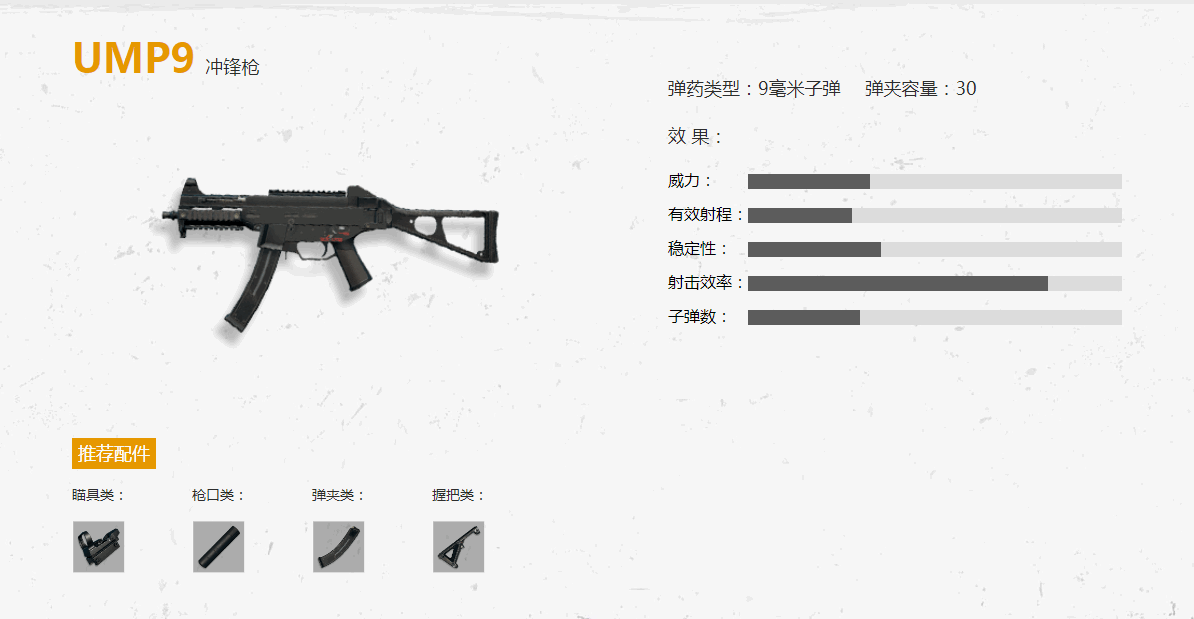 UMP9 冲锋枪
弹药类型：9毫米子弹 弹夹容量：30
效 果：
威力：
有效射程：
稳定性：
射击效率：
子弹数：
推荐配件
瞄具类： 枪口类： 弹夹类： 握把类：